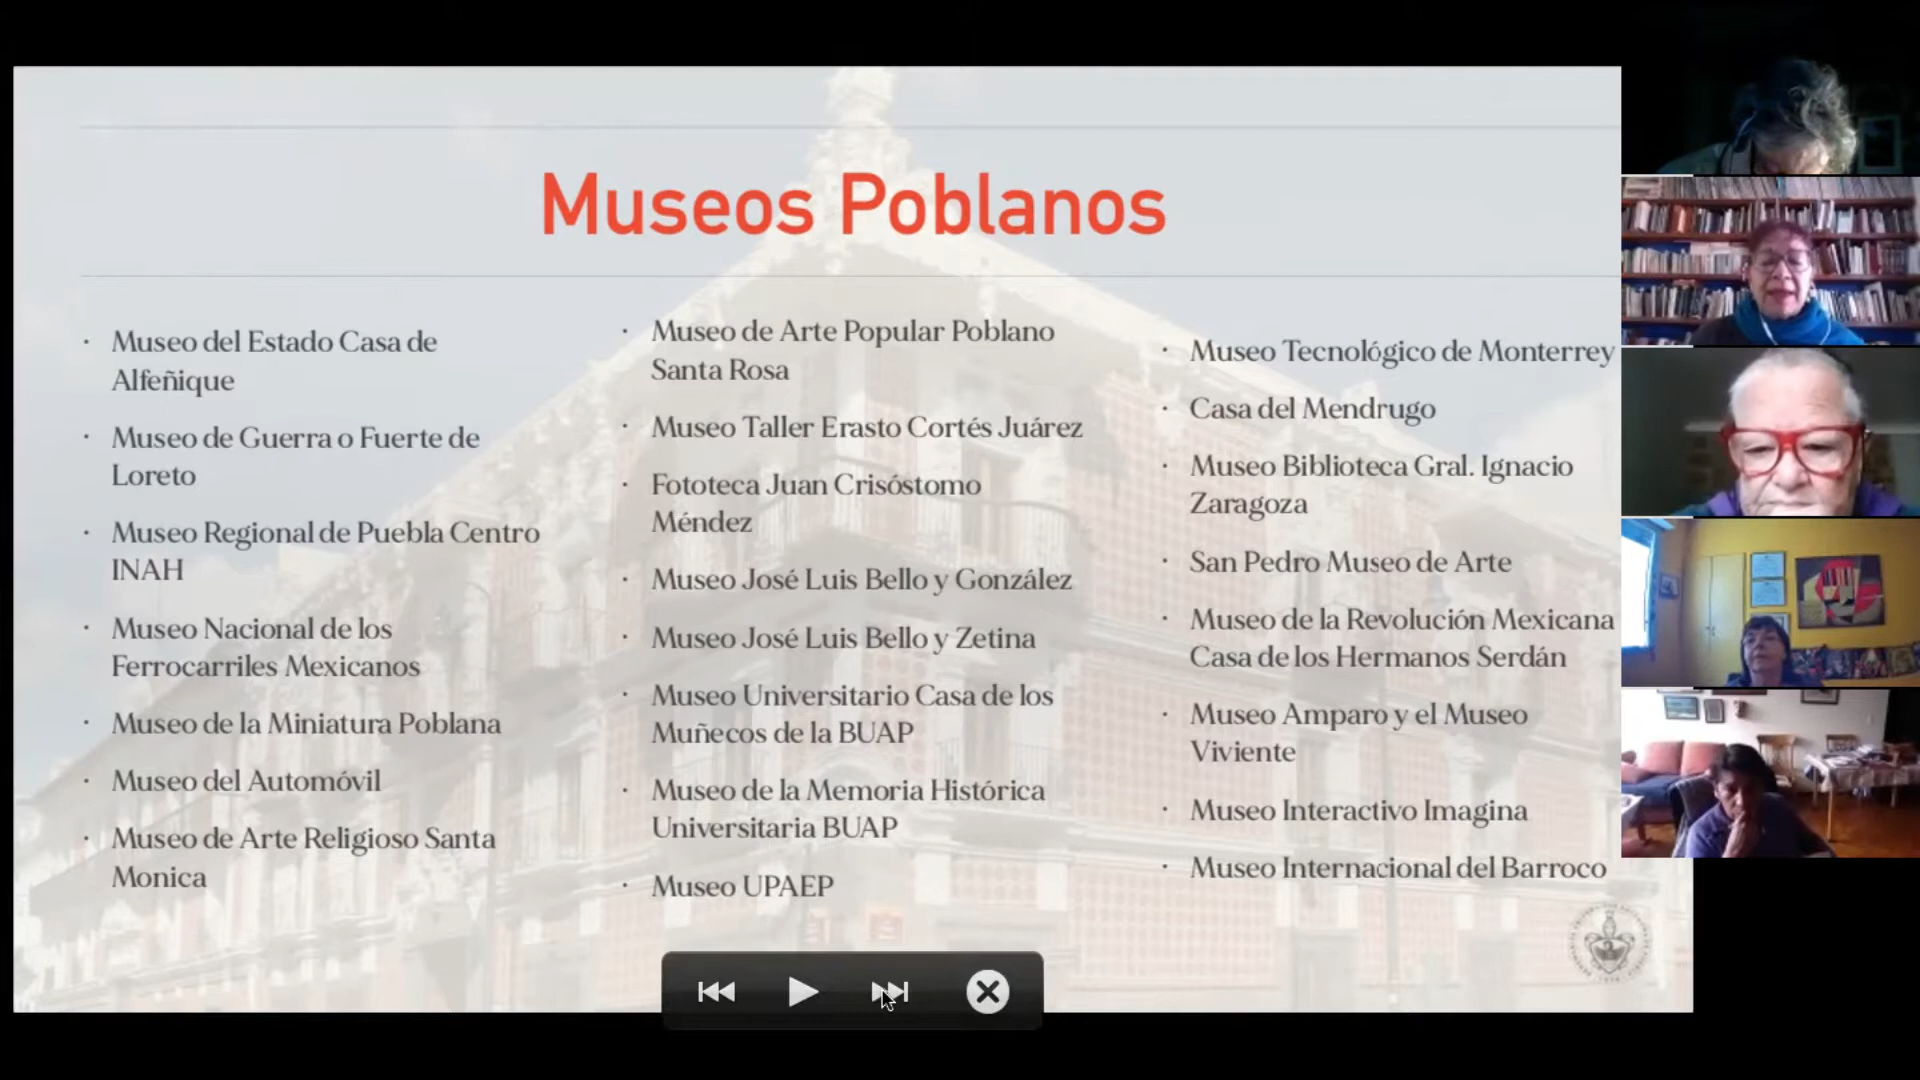 Museos Poblanos
· Museo del Estado Casa de
Alfeñique
· Museo de Guerra o Fuerte de
Loreto
· Museo Regional de Puebla Centro
INAH
· Museo Nacional de los
Ferrocarriles Mexicanos
· Museo de la Miniatura Poblana
· Museo del Automóvil
· Museo de Arte Religioso Santa
Monica
· Museo de Arte Popular Poblano
Santa Rosa
· Museo Taller Erasto Cortés Juárez
· Fototeca Juan Crisóstomo
Méndez
· Museo José Luis Bello y González
· Museo José Luis Bello y Zetina
· Museo Universitario Casa de los
Muñecos de la BUAP
· Museo de la Memoria Histórica
Universitaria BUAP
· Museo UPAEP
· Museo Tecnológico de Monterrey
· Casa del Mendrugo
· Museo Biblioteca Gral. Ignacio
Zaragoza
· San Pedro Museo de Arte
· Museo de la Revolución Mexicana
Casa de los Hermanos Serdán
· Museo Amparo y el Museo
Viviente
· Museo Interactivo Imagina
· Museo Internacional del Barroco